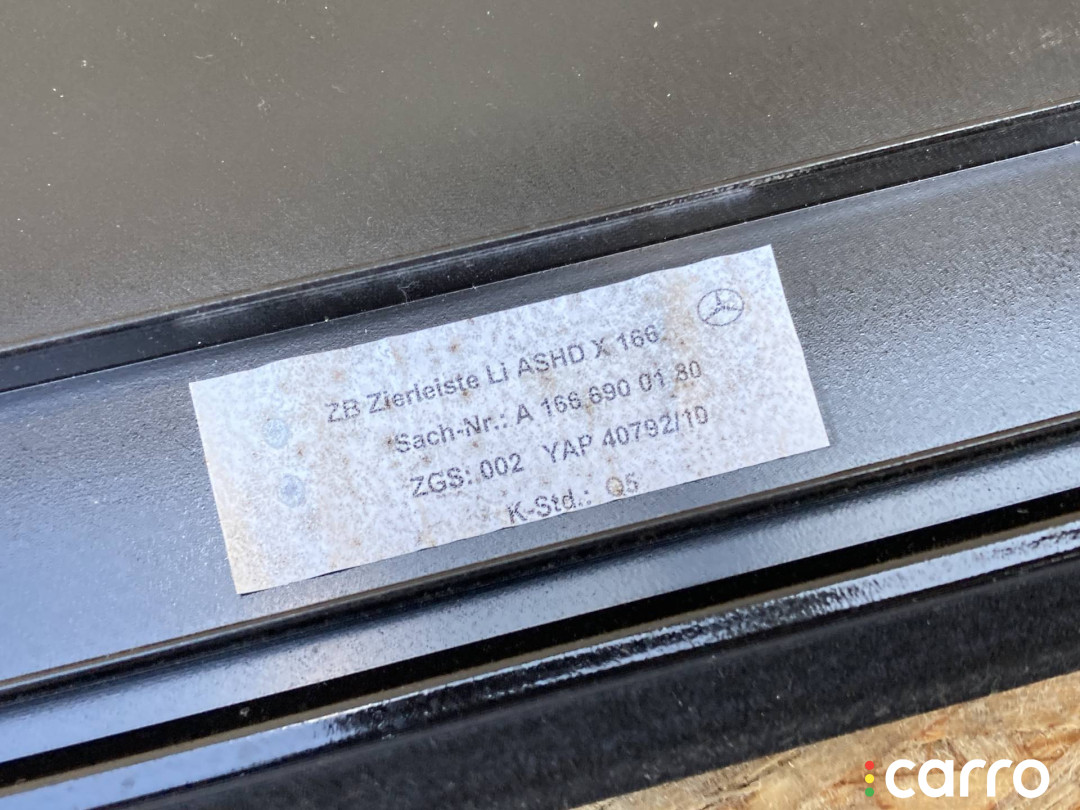 ZB Zierleiste Li ASHD X 166
Sach-Nr.: A 166 690 01 80
ZGS: 002 YAP 40792/10
K-Std.: 05
carro